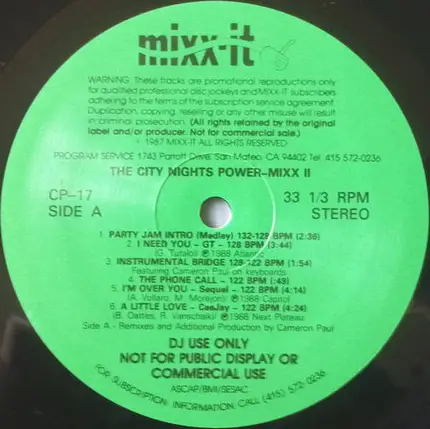 mixx-it
WARNING: These tracks are promotional reproductions only
for qualified professional disc jockeys and MIXX-IT subscribers
adhering to the terms of the subscription service agreement.
Duplication, copying, reselling or any other misuse will result
in criminal prosecution. (All rights retained by the original
label and/or producer. Not for commercial sale.)
© 1987 MIXX-IT ALL RIGHTS RESERVED
PROGRAM SERVICE 1743 Parrott Drive, San Mateo, CA 94402 Tel 415 572-0236
THE CITY NIGHTS POWER-MIXX II
CP-17
SIDE A
33 1/3 RPM
STEREO
1. PARTY JAM INTRO (Medley) 132-128 BPM (2:36)
2. I NEED YOU - GT - 128 BPM (3:44)
(G. Tutalo) ℗ 1988 Atlantic
3. INSTRUMENTAL BRIDGE 128-122 BPM (1:54)
Featuring Cameron Paul on keyboards
4. THE PHONE CALL - 122 BPM (:49)
5. I'M OVER YOU - Sequel - 122 BPM (4:14)
(A. Vollaro, M. Morejon) ℗ 1988 Capitol
6. A LITTLE LOVE - CeeJay - 122 BPM (4:24)
(B. Oattes, R. Vanschaik) ℗ 1988 Next Plateau
Side A - Remixes and Additional Production by Cameron Paul
DJ USE ONLY
NOT FOR PUBLIC DISPLAY OR
COMMERCIAL USE
ASCAP/BMI/SESAC
FOR SUBSCRIPTION INFORMATION, CALL (415) 572-0236